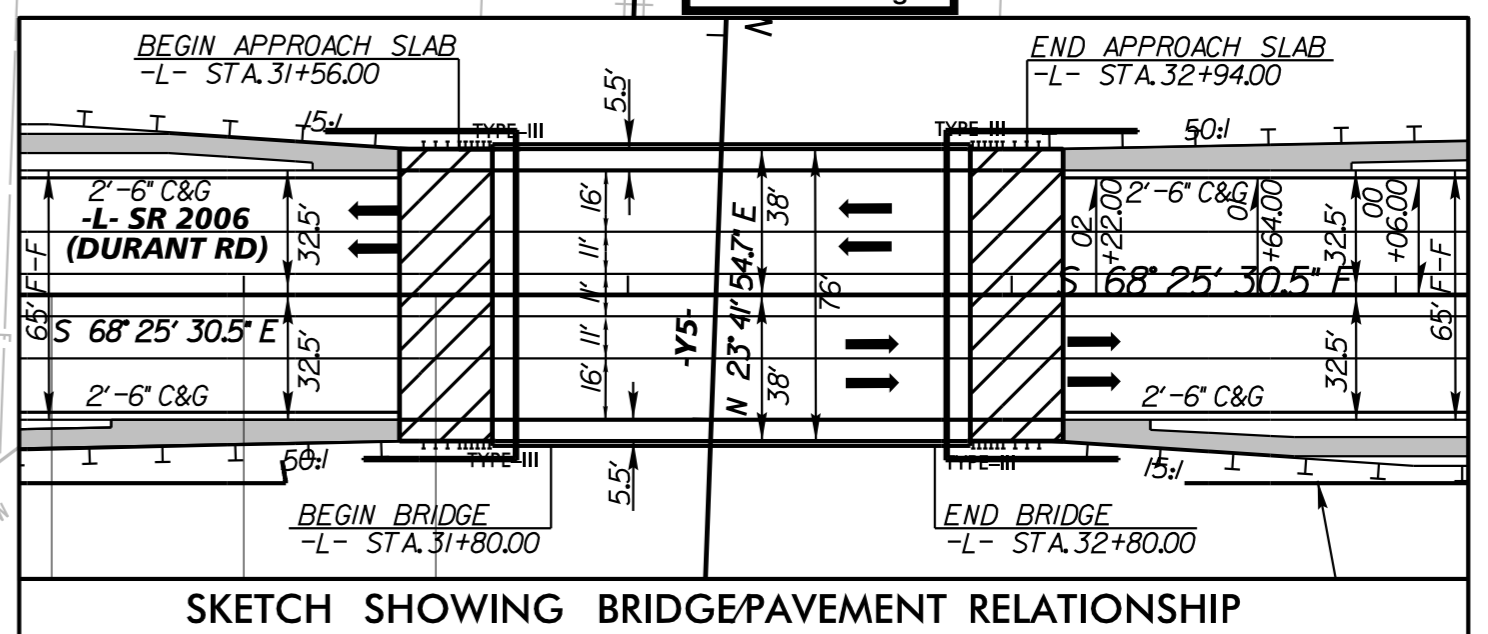 BEGIN APPROACH SLAB
-L- STA.31+56.00
END APPROACH SLAB
-L- STA.32+94.00
5.5'
15:1
TYPE-III
TYPE-III
50:1
2'-6" C&G
-L- SR 2006
(DURANT RD)
32.5'
16'
11'
11'
11'
16'
38'
38'
76'
-Y5-
N 23° 41' 54.7" E
2'-6" C&G
+22.00
+64.00
32.5'
+06.00
S 68° 25' 30.5" E
65' F-F
S 68° 25' 30.5" E
65' F-F
32.5'
32.5'
2'-6" C&G
2'-6" C&G
50:1
TYPE-III
5.5'
TYPE-III
15:1
BEGIN BRIDGE
-L- STA.31+80.00
END BRIDGE
-L- STA.32+80.00
SKETCH SHOWING BRIDGE/PAVEMENT RELATIONSHIP